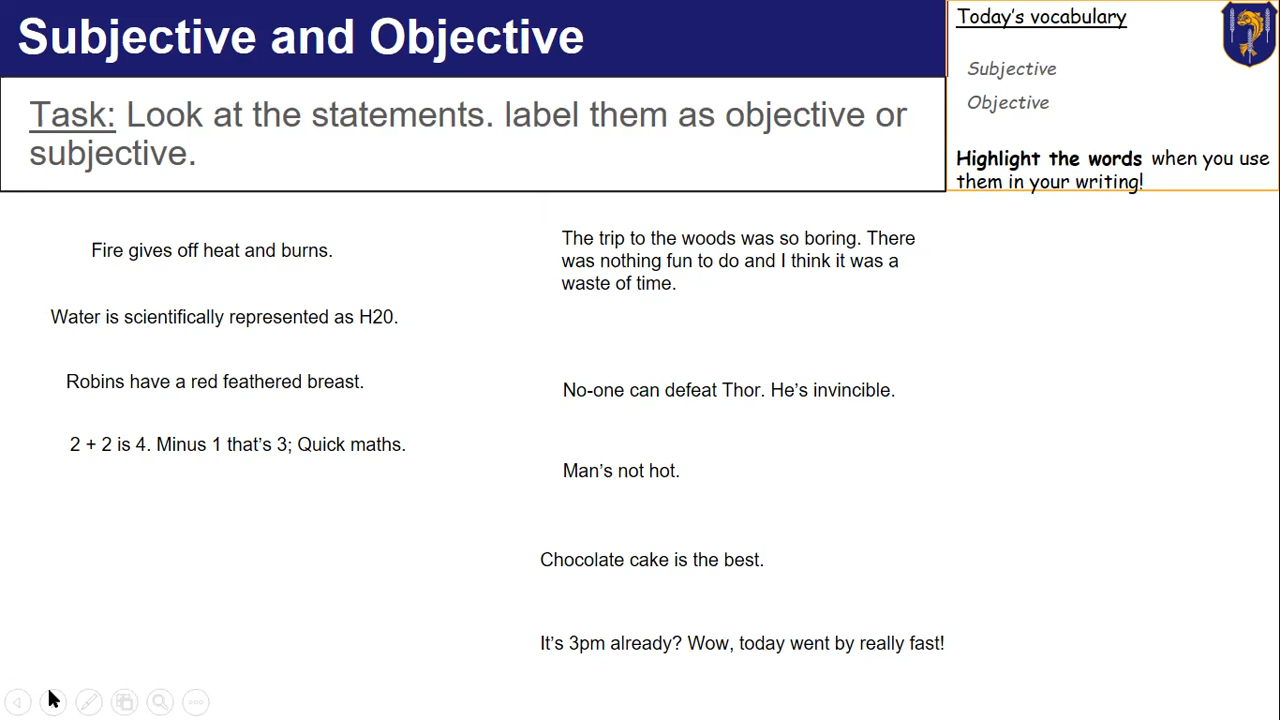 Subjective and Objective
Task: Look at the statements. label them as objective or
subjective.
Today's vocabulary
Subjective
Objective
Highlight the words when you use
them in your writing!
Fire gives off heat and burns.
Water is scientifically represented as H20.
Robins have a red feathered breast.
2 + 2 is 4. Minus 1 that's 3; Quick maths.
The trip to the woods was so boring. There
was nothing fun to do and I think it was a
waste of time.
No-one can defeat Thor. He's invincible.
Man's not hot.
Chocolate cake is the best.
It's 3pm already? Wow, today went by really fast!